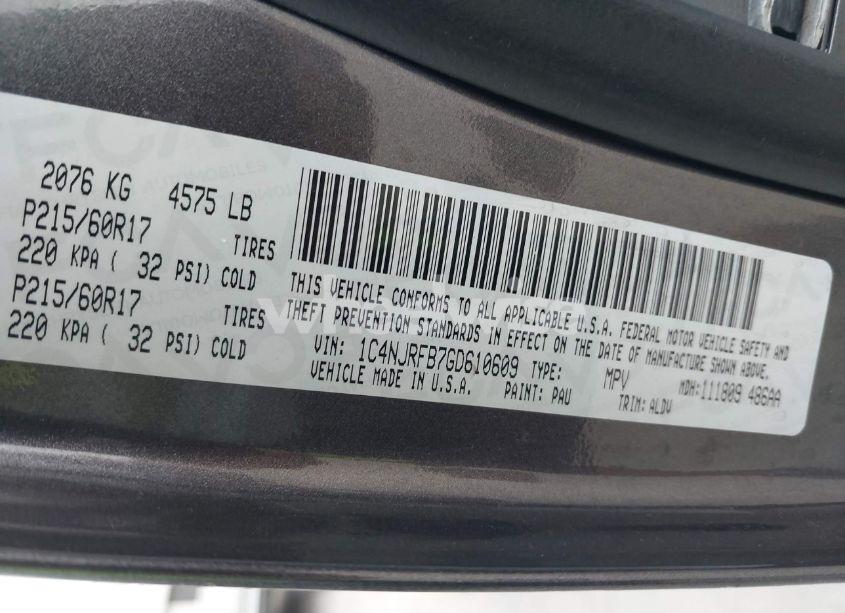 2076 KG 4575 LB
P215/60R17 TIRES
220 KPA ( 32 PSI) COLD
P215/60R17 TIRES
220 KPA ( 32 PSI) COLD
THIS VEHICLE CONFORMS TO ALL APPLICABLE U.S.A. FEDERAL MOTOR VEHICLE SAFETY AND
THEFT PREVENTION STANDARDS IN EFFECT ON THE DATE OF MANUFACTURE SHOWN ABOVE.
VIN: 1C4NJRFB7GD610609 TYPE: MPV MDH:111809 486AA
VEHICLE MADE IN U.S.A. PAINT: PAU TRIM: ALDV